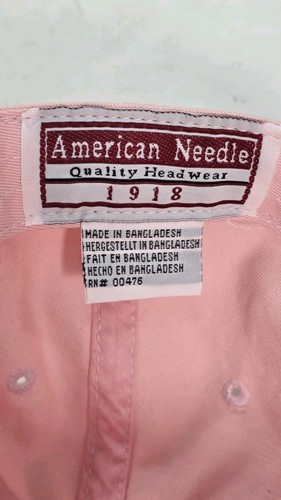 American Needle
Quality Headwear
1918
MADE IN BANGLADESH
HERGESTELLT IN BANGLADESH
FAIT EN BANGLADESH
HECHO EN BANGLADESH
RN# 00476